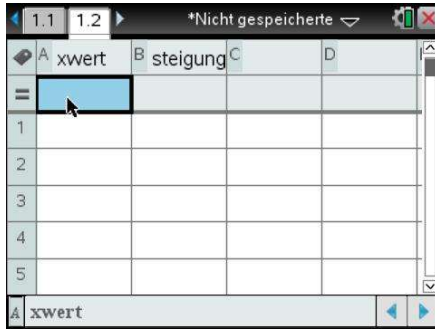 1.1 1.2 *Nicht gespeicherte
A xwert B steigung C D
=
1
2
3
4
5
A xwert